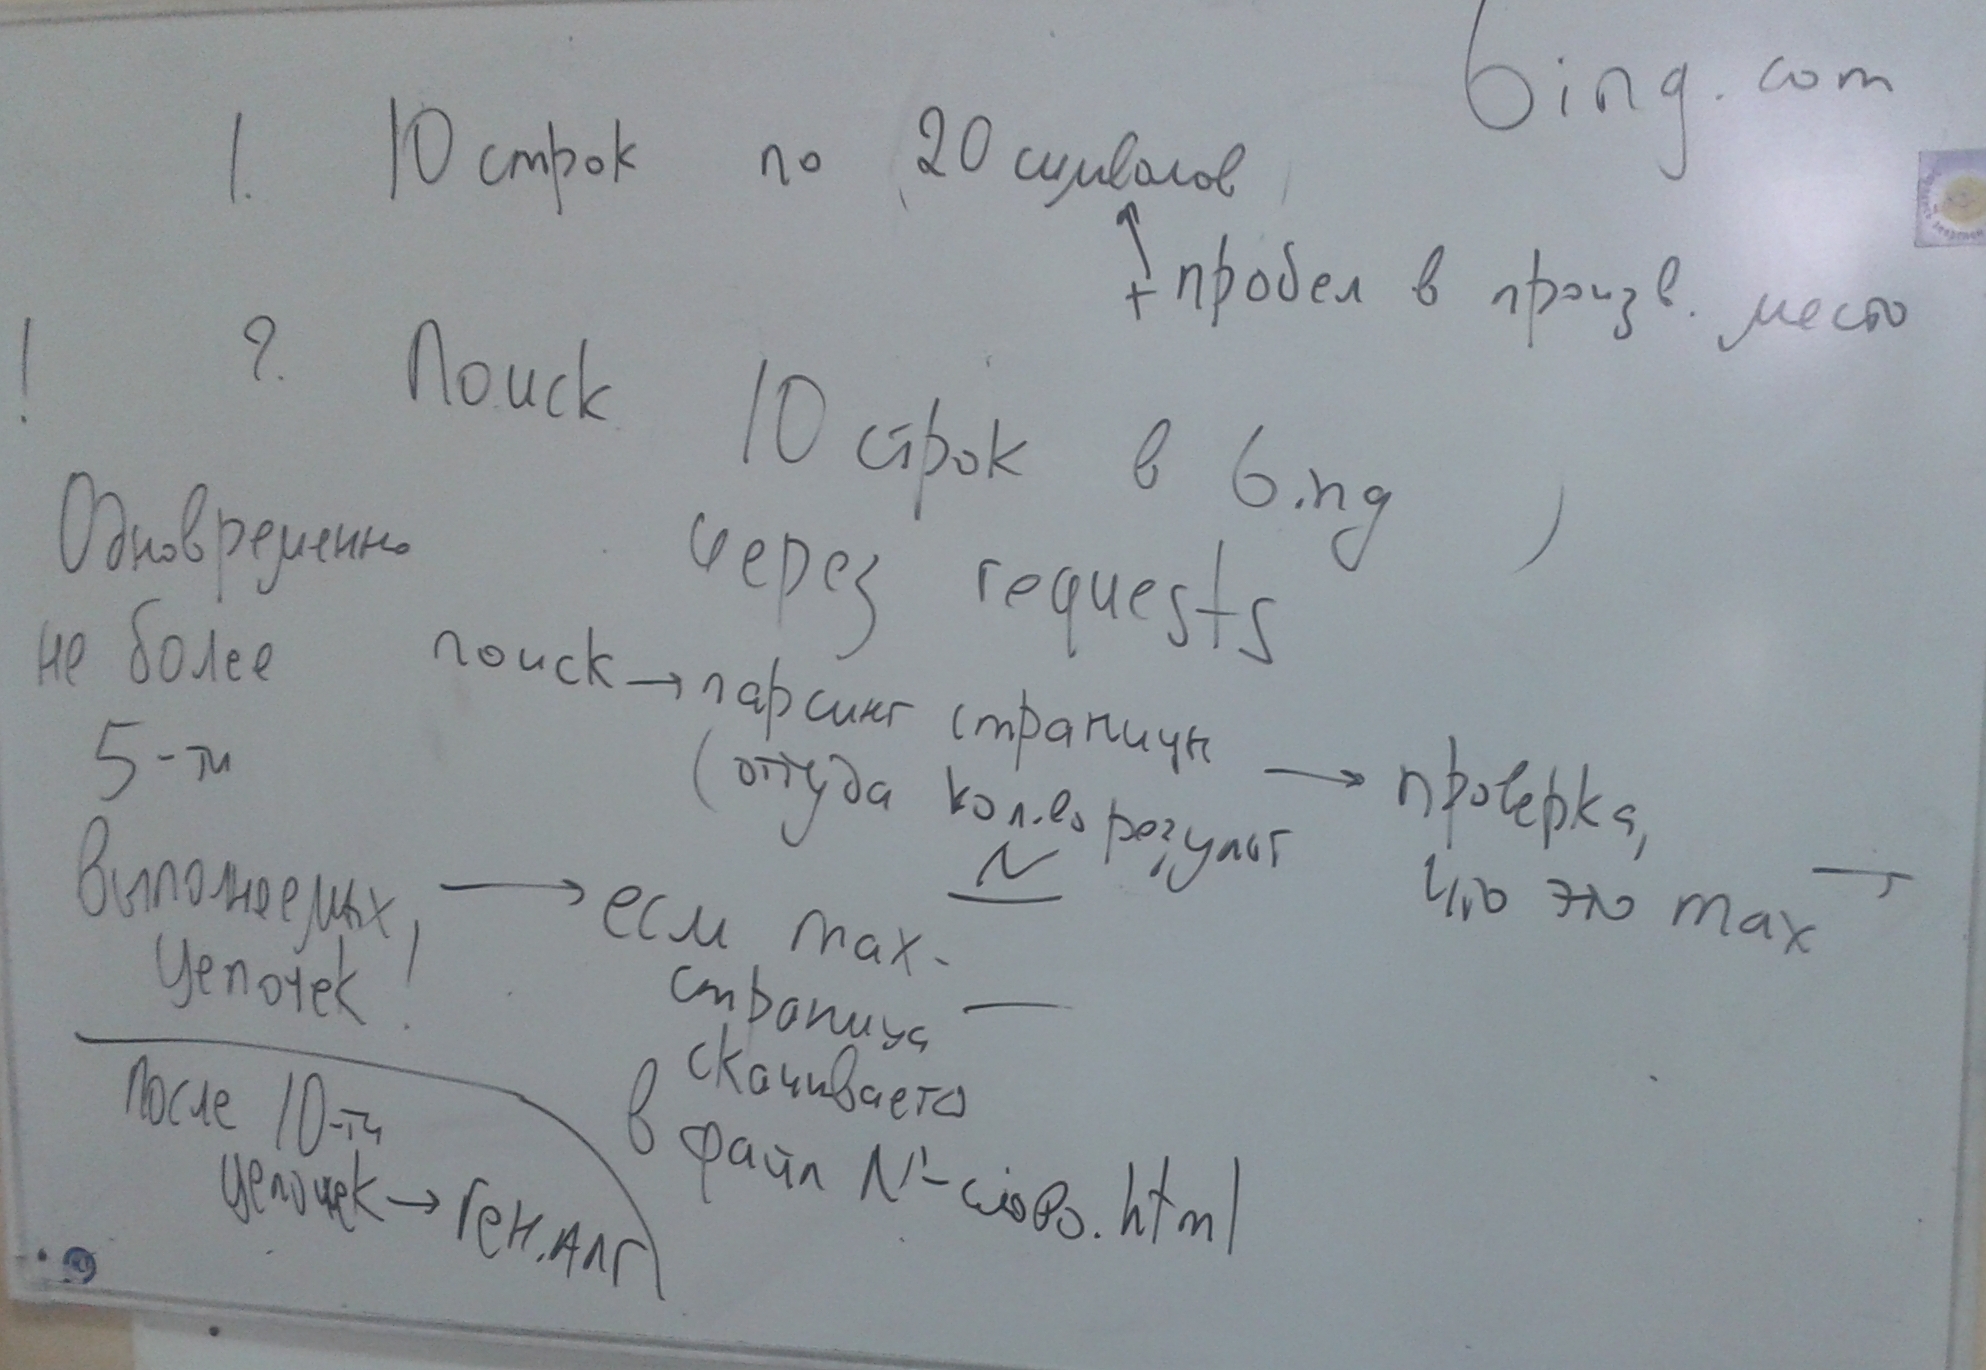 bing.com
1. 10 строк по 20 символов
+ пробел в произв. место
! 2. Поиск 10 строк в bing
через requests
Одновременно
не более
5-ти
выполняемых
цепочек!
поиск → парсинг страницы
(оттуда кол-во результ
N
→ проверка,
что это max →
→ если max -
страница —
скачивается
в файл N-слово.html
После 10-ти
цепочек → ген.алг